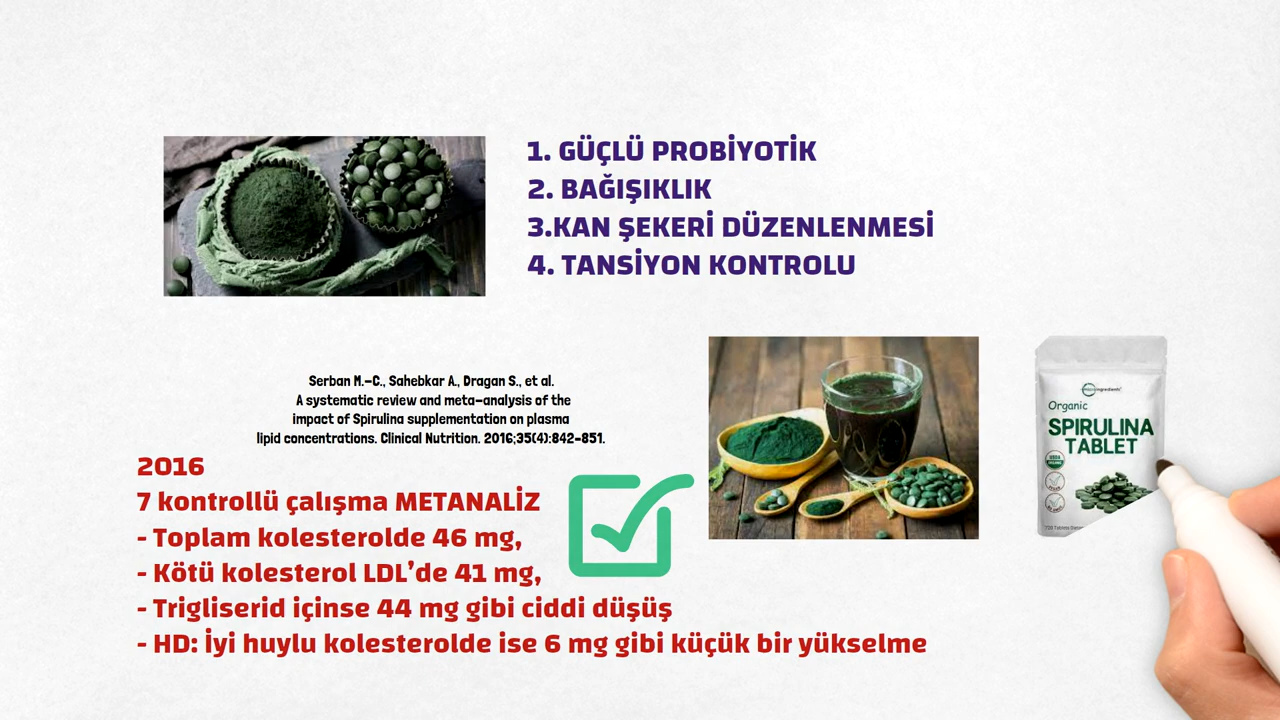 1. GÜÇLÜ PROBİYOTİK
2. BAĞIŞIKLIK
3.KAN ŞEKERİ DÜZENLENMESİ
4. TANSİYON KONTROLU
Serban M.-C., Sahebkar A., Dragan S., et al.
A systematic review and meta-analysis of the
impact of Spirulina supplementation on plasma
lipid concentrations. Clinical Nutrition. 2016;35(4):842-851.
2016
7 kontrollü çalışma METANALİZ
- Toplam kolesterolde 46 mg,
- Kötü kolesterol LDL'de 41 mg,
- Trigliserid içinse 44 mg gibi ciddi düşüş
- HD: İyi huylu kolesterolde ise 6 mg gibi küçük bir yükselme
Organic
SPIRULINA
TABLET